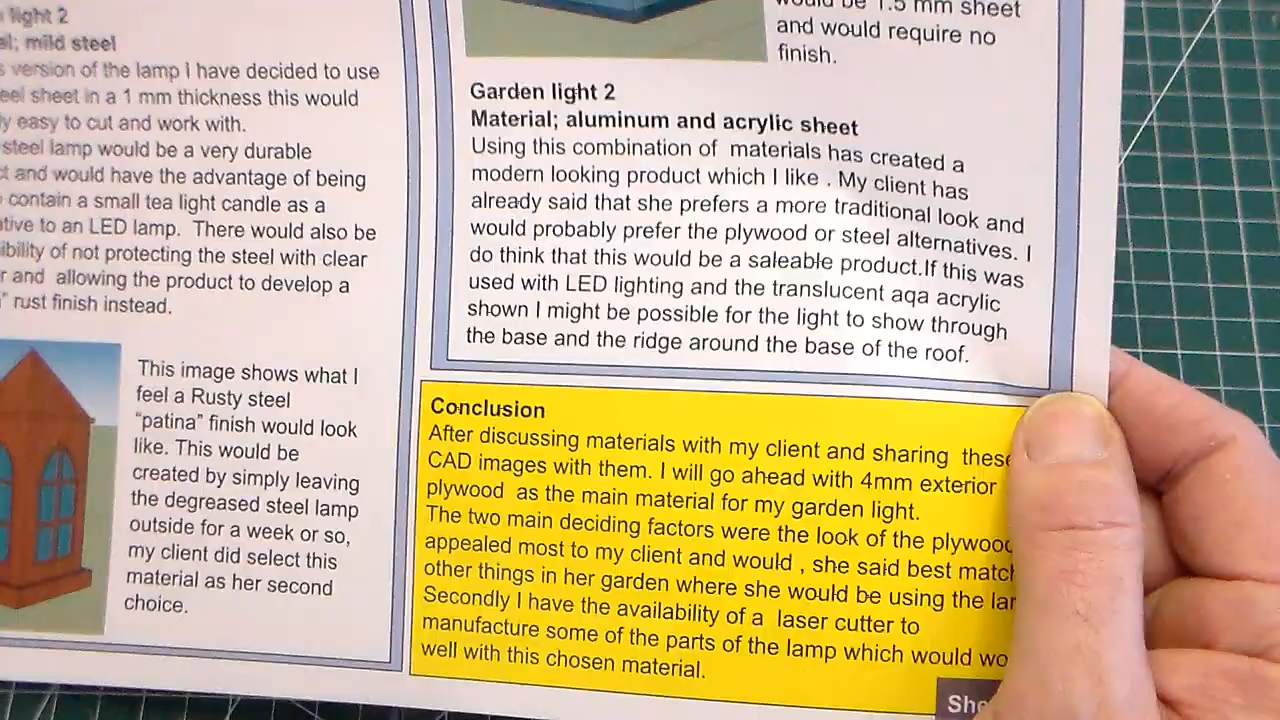 light 2
mild steel
version of the lamp I have decided to use
sheet in a 1 mm thickness this would
easy to cut and work with.
steel lamp would be a very durable
and would have the advantage of being
contain a small tea light candle as a
to an LED lamp. There would also be
of not protecting the steel with clear
and allowing the product to develop a
rust finish instead.
This image shows what I
feel a Rusty steel
“patina” finish would look
like. This would be
created by simply leaving
the degreased steel lamp
outside for a week or so,
my client did select this
material as her second
choice.
would be 1.5 mm sheet
and would require no
finish.
Garden light 2
Material; aluminum and acrylic sheet
Using this combination of materials has created a
modern looking product which I like . My client has
already said that she prefers a more traditional look and
would probably prefer the plywood or steel alternatives. I
do think that this would be a saleable product.If this was
used with LED lighting and the translucent aqa acrylic
shown I might be possible for the light to show through
the base and the ridge around the base of the roof.
Conclusion
After discussing materials with my client and sharing these
CAD images with them. I will go ahead with 4mm exterior
plywood as the main material for my garden light.
The two main deciding factors were the look of the plywood
appealed most to my client and would , she said best match
other things in her garden where she would be using the
Secondly I have the availability of a laser cutter to
manufacture some of the parts of the lamp which would
well with this chosen material.